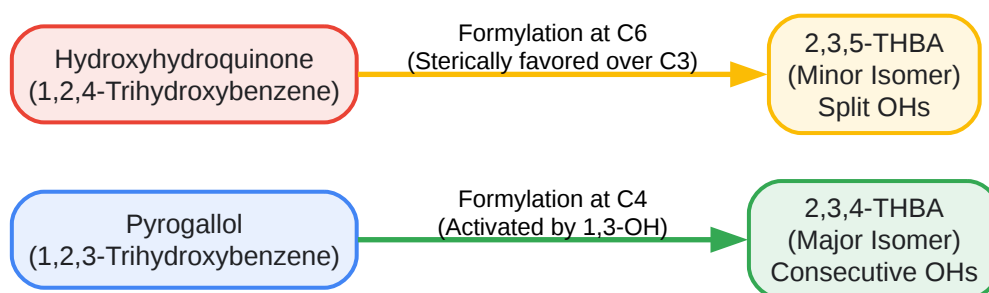 Hydroxyhydroquinone
(1,2,4-Trihydroxybenzene)
Formylation at C6
(Sterically favored over C3)
2,3,5-THBA
(Minor Isomer)
Split OHs
Pyrogallol
(1,2,3-Trihydroxybenzene)
Formylation at C4
(Activated by 1,3-OH)
2,3,4-THBA
(Major Isomer)
Consecutive OHs